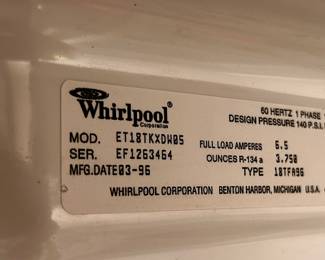 60 HERTZ 1 PHASE
DESIGN PRESSURE 140 P.S.I.
Whirlpool
Corporation
MOD. ET18TKXDW05
FULL LOAD AMPERES 6.5
SER. EF1263464
OUNCES R-134 a 3.750
MFG.DATE03-96
TYPE 18TFA96
WHIRLPOOL CORPORATION BENTON HARBOR, MICHIGAN